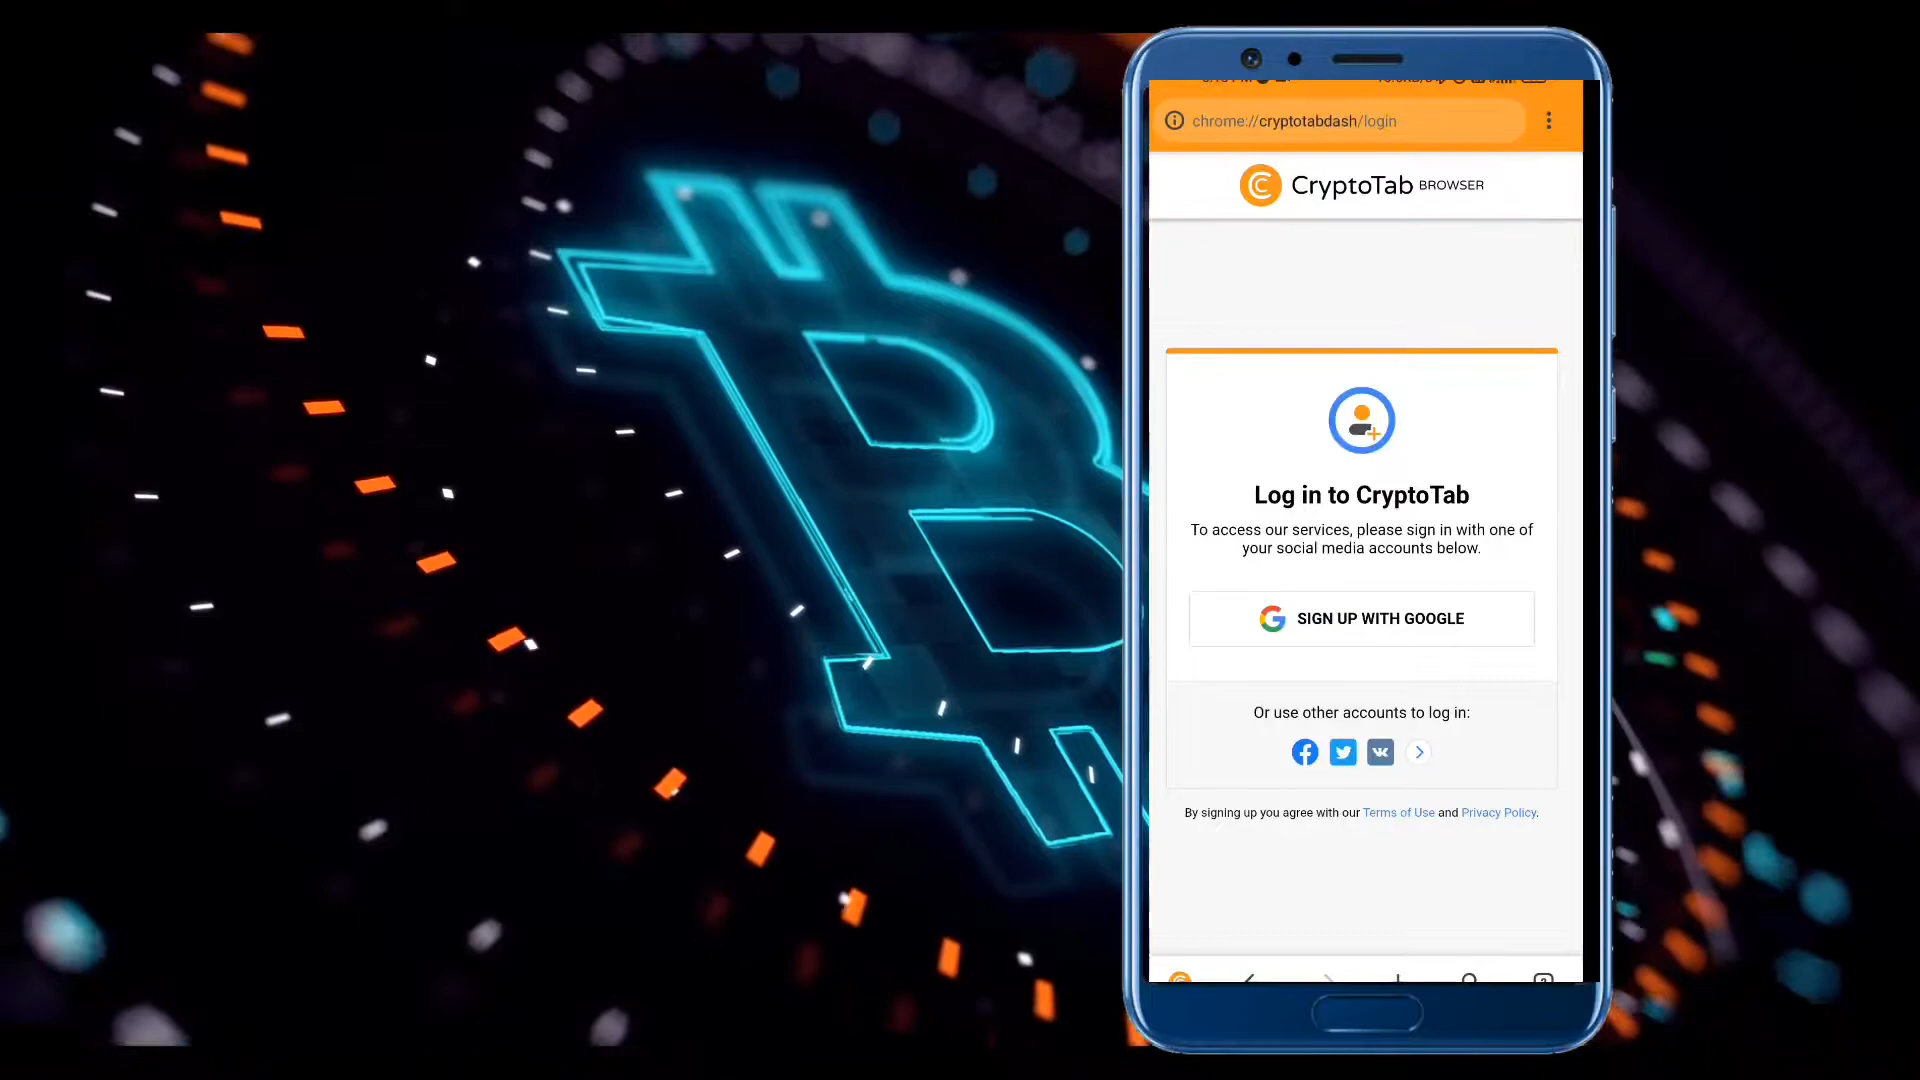 chrome://cryptotabdash/login
CryptoTab BROWSER
Log in to CryptoTab
To access our services, please sign in with one of
your social media accounts below.
SIGN UP WITH GOOGLE
Or use other accounts to log in:
By signing up you agree with our Terms of Use and Privacy Policy.